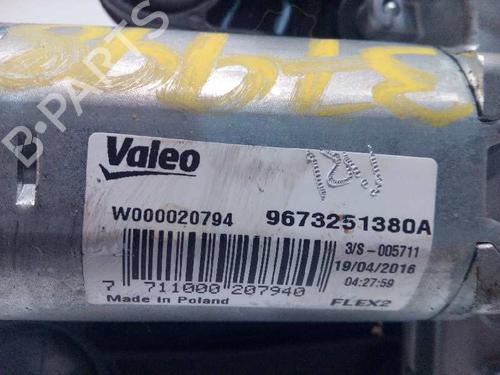 B-PARTS
Valeo
W000020794 9673251380A
3/S-005711
19/04/2016
04:27:59
7 711000 207940
Made in Poland
FLEX2